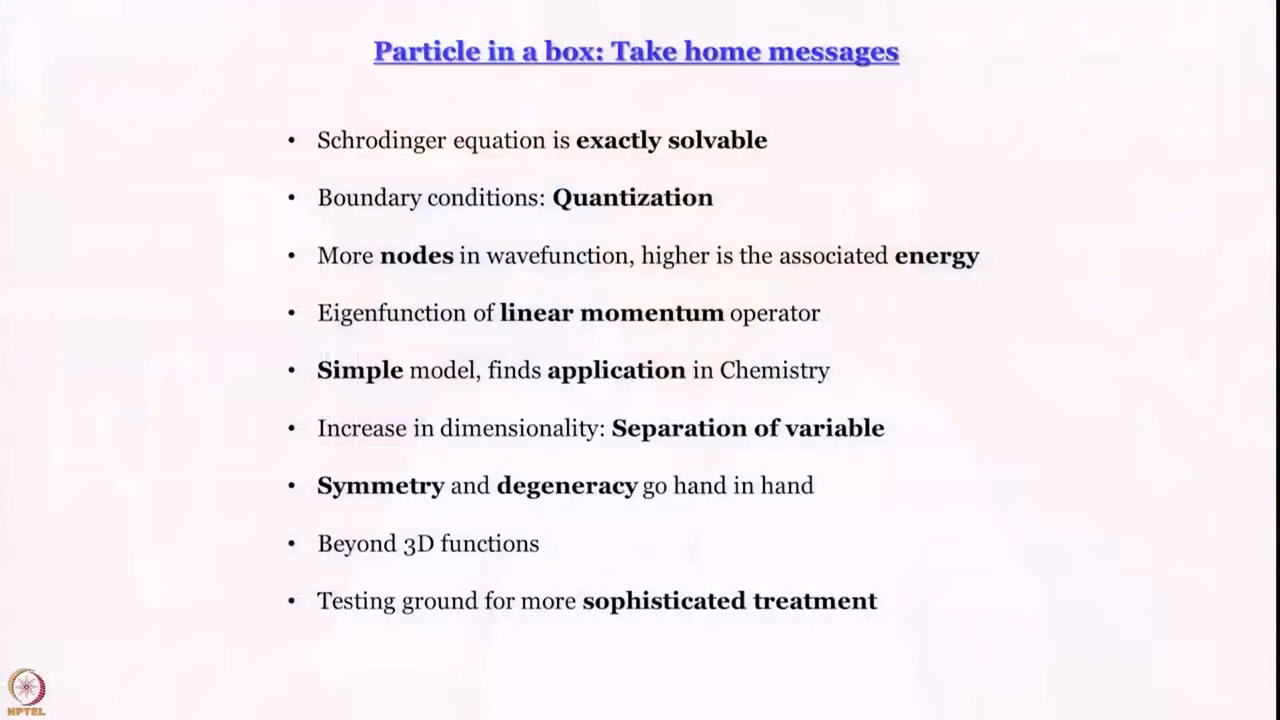 Particle in a box: Take home messages
• Schrodinger equation is exactly solvable
• Boundary conditions: Quantization
• More nodes in wavefunction, higher is the associated energy
• Eigenfunction of linear momentum operator
• Simple model, finds application in Chemistry
• Increase in dimensionality: Separation of variable
• Symmetry and degeneracy go hand in hand
• Beyond 3D functions
• Testing ground for more sophisticated treatment
NPTEL